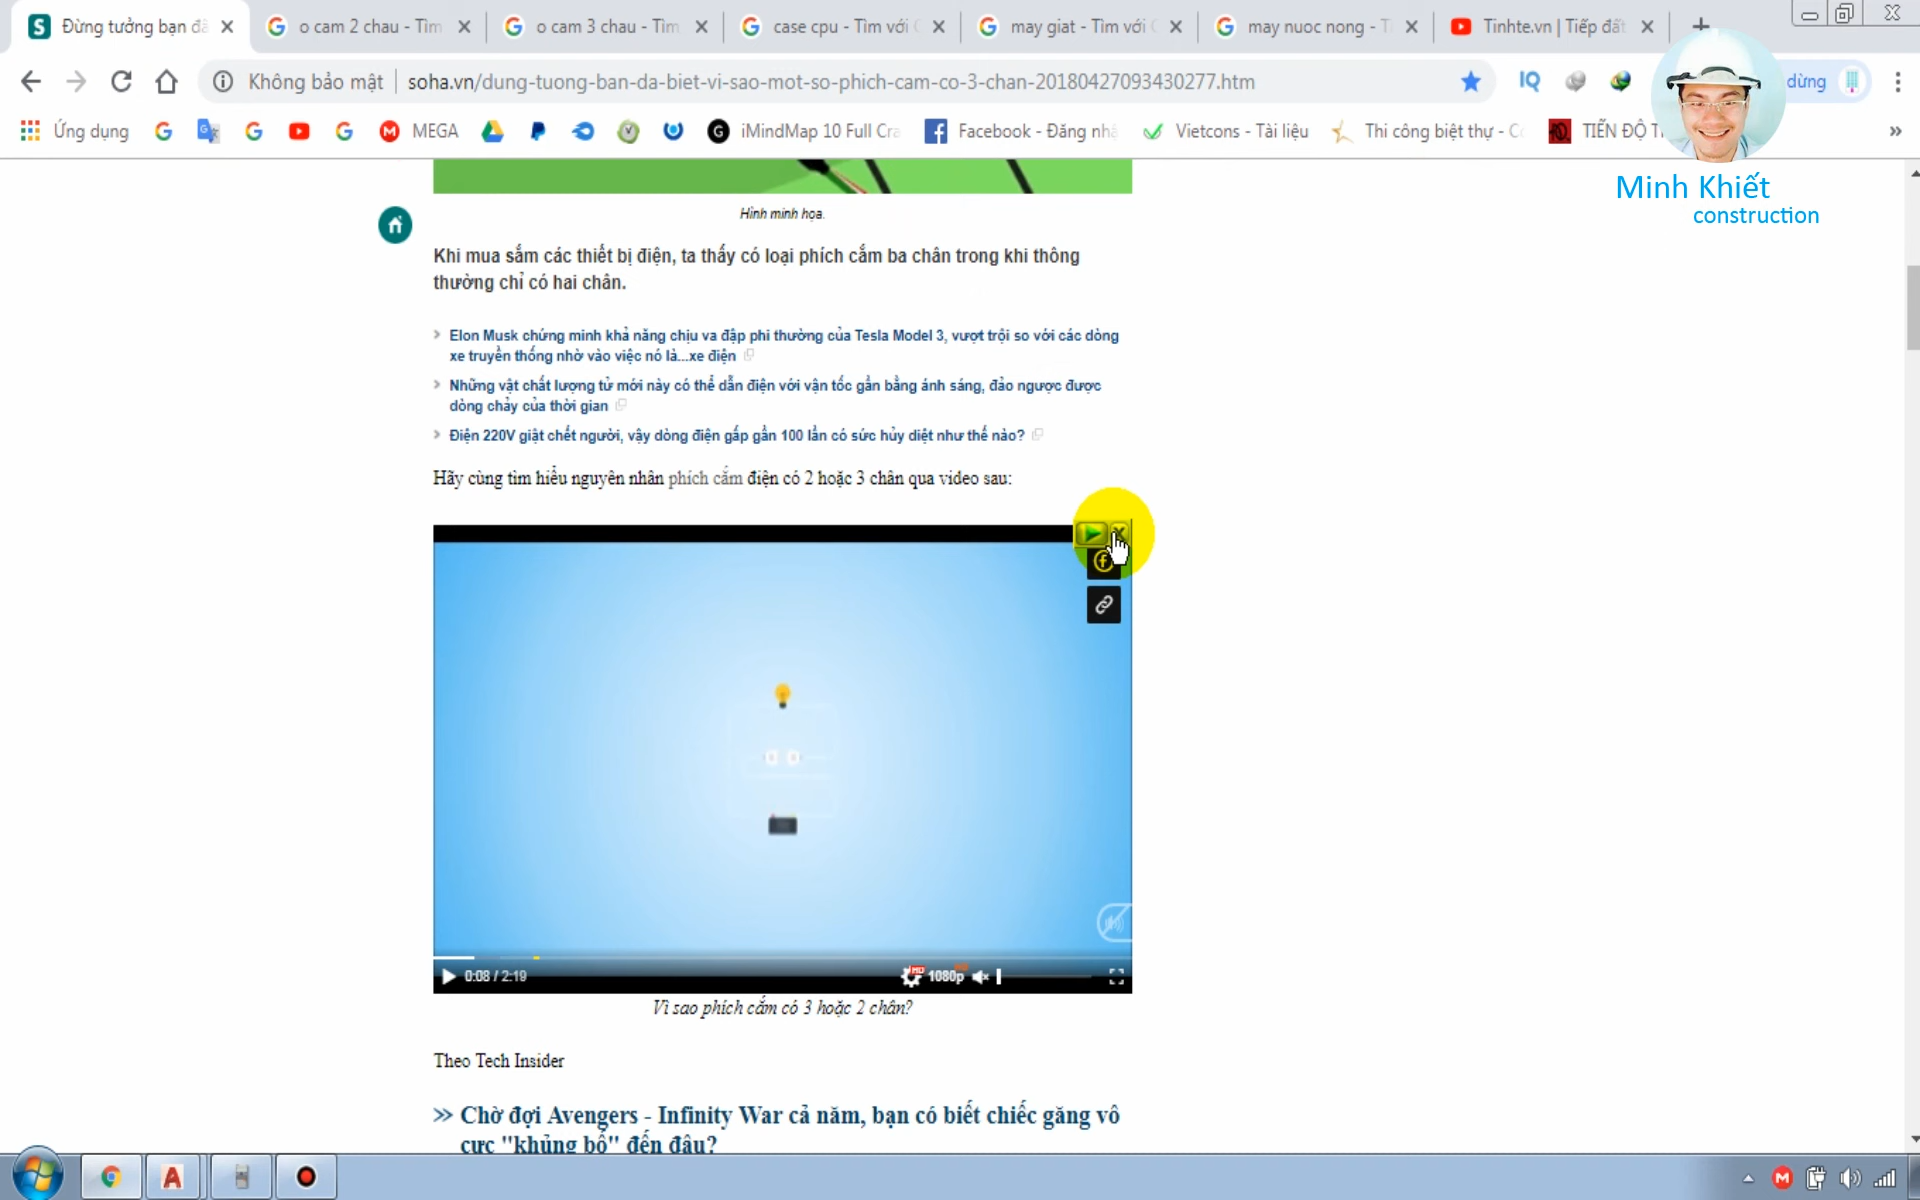 Đừng tưởng bạn đã
o cam 2 chau - Tìm
o cam 3 chau - Tìm
case cpu - Tìm với
may giat - Tìm với
may nuoc nong - T
Tinhte.vn | Tiếp đất
Không bảo mật
soha.vn/dung-tuong-ban-da-biet-vi-sao-mot-so-phich-cam-co-3-chan-20180427093430277.htm
IQ
dừng
Ứng dụng
MEGA
iMindMap 10 Full Cra
Facebook - Đăng nhậ
Vietcons - Tài liệu
Thi công biệt thự - Cô
TIẾN ĐỘ T
Minh Khiết
construction
Hình minh họa.
Khi mua sắm các thiết bị điện, ta thấy có loại phích cắm ba chân trong khi thông
thường chỉ có hai chân.
Elon Musk chứng minh khả năng chịu va đập phi thường của Tesla Model 3, vượt trội so với các dòng
xe truyền thống nhờ vào việc nó là...xe điện
Những vật chất lượng tử mới này có thể dẫn điện với vận tốc gần bằng ánh sáng, đảo ngược được
dòng chảy của thời gian
Điện 220V giật chết người, vậy dòng điện gấp gần 100 lần có sức hủy diệt như thế nào?
Hãy cùng tìm hiểu nguyên nhân phích cắm điện có 2 hoặc 3 chân qua video sau:
0:08 / 2:19
HD
1080p
Vì sao phích cắm có 3 hoặc 2 chân?
Theo Tech Insider
>> Chờ đợi Avengers - Infinity War cả năm, bạn có biết chiếc găng vô
cực "khủng bố" đến đâu?